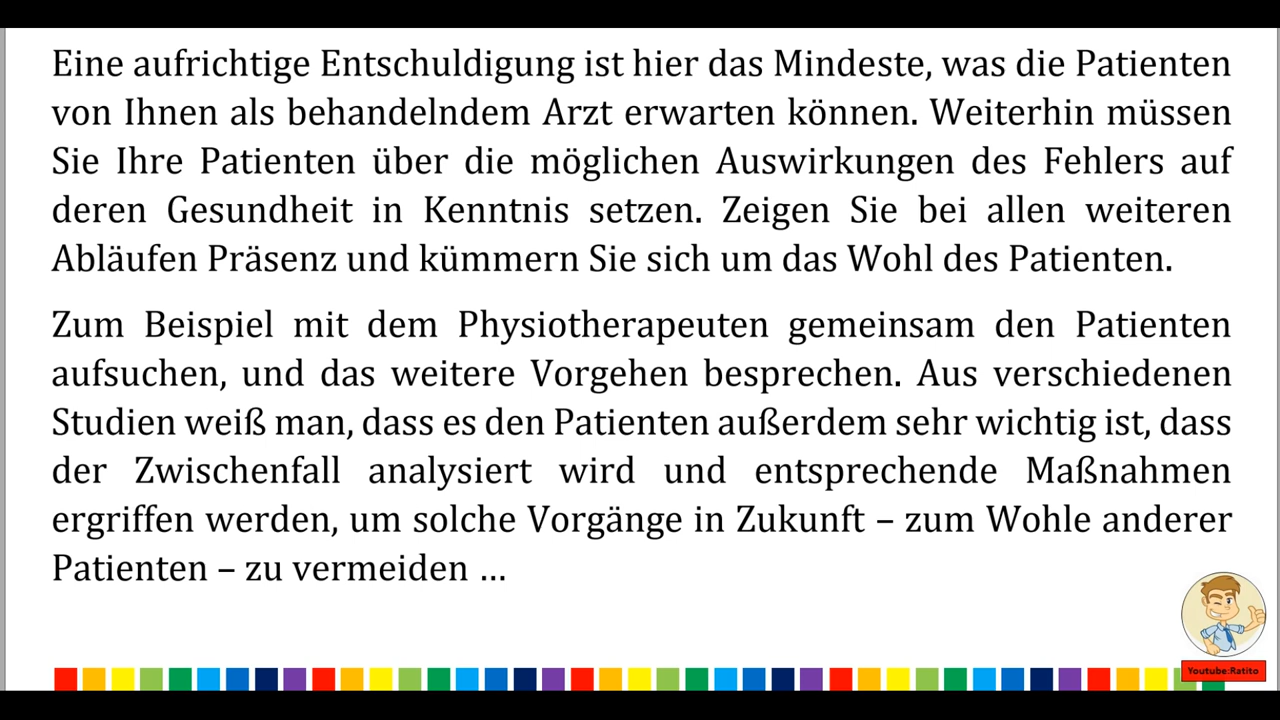 Eine aufrichtige Entschuldigung ist hier das Mindeste, was die Patienten
von Ihnen als behandelndem Arzt erwarten können. Weiterhin müssen
Sie Ihre Patienten über die möglichen Auswirkungen des Fehlers auf
deren Gesundheit in Kenntnis setzen. Zeigen Sie bei allen weiteren
Abläufen Präsenz und kümmern Sie sich um das Wohl des Patienten.
Zum Beispiel mit dem Physiotherapeuten gemeinsam den Patienten
aufsuchen, und das weitere Vorgehen besprechen. Aus verschiedenen
Studien weiß man, dass es den Patienten außerdem sehr wichtig ist, dass
der Zwischenfall analysiert wird und entsprechende Maßnahmen
ergriffen werden, um solche Vorgänge in Zukunft – zum Wohle anderer
Patienten – zu vermeiden ...
Youtube:Ratito